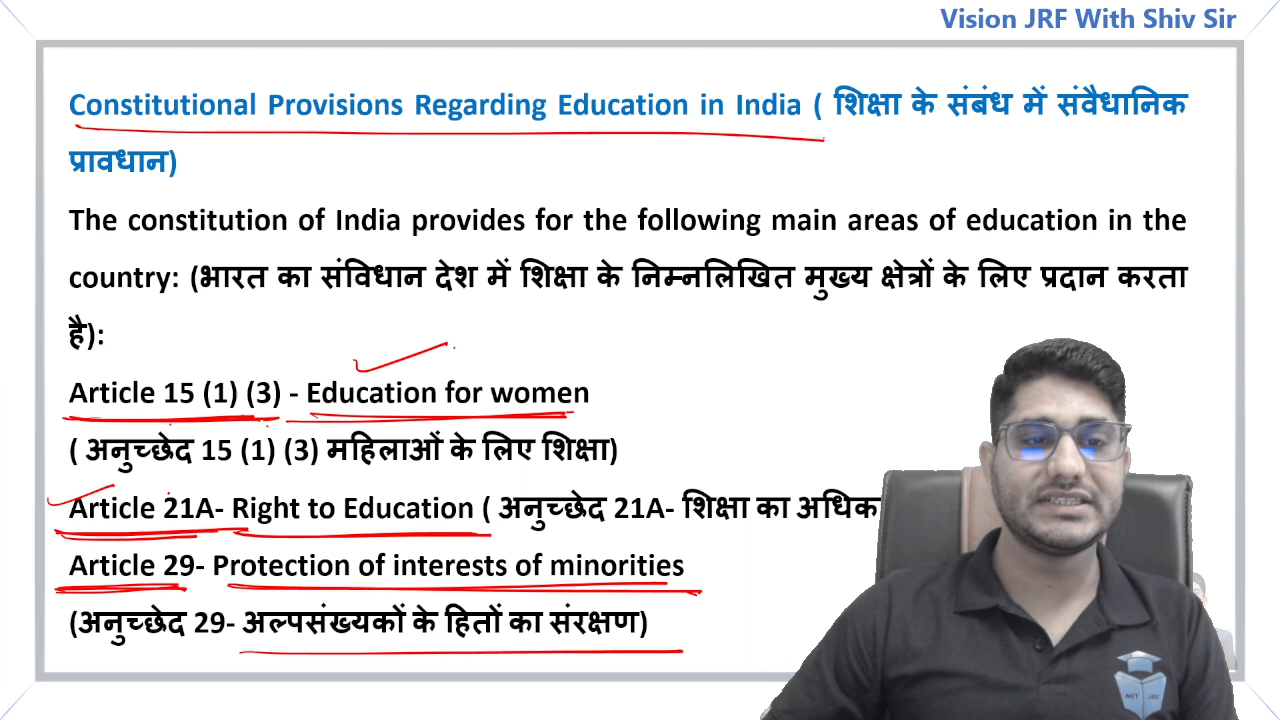 Vision JRF With Shiv Sir
Constitutional Provisions Regarding Education in India ( शिक्षा के संबंध में संवैधानिक
प्रावधान)
The constitution of India provides for the following main areas of education in the
country: (भारत का संविधान देश में शिक्षा के निम्नलिखित मुख्य क्षेत्रों के लिए प्रदान करता
है):
Article 15 (1) (3) - Education for women
( अनुच्छेद 15 (1) (3) महिलाओं के लिए शिक्षा)
Article 21A- Right to Education ( अनुच्छेद 21A- शिक्षा का अधिक
Article 29- Protection of interests of minorities
(अनुच्छेद 29- अल्पसंख्यकों के हितों का संरक्षण)
NET JRF